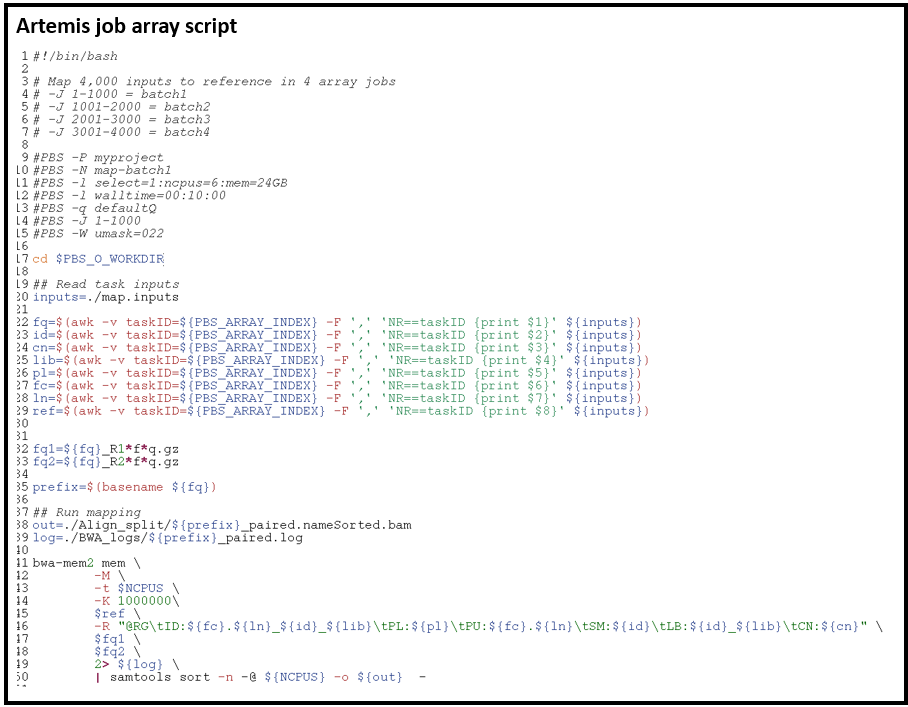 Artemis job array script
1 #!/bin/bash
2
3 # Map 4,000 inputs to reference in 4 array jobs
4 # -J 1-1000 = batch1
5 # -J 1001-2000 = batch2
6 # -J 2001-3000 = batch3
7 # -J 3001-4000 = batch4
8
9 #PBS -P myproject
10 #PBS -N map-batch1
11 #PBS -l select=1:ncpus=6:mem=24GB
12 #PBS -l walltime=00:10:00
13 #PBS -q defaultQ
14 #PBS -J 1-1000
15 #PBS -W umask=022
16
17 cd $PBS_O_WORKDIR
18
19 ## Read task inputs
20 inputs=./map.inputs
21
22 fq=$(awk -v taskID=${PBS_ARRAY_INDEX} -F ',' 'NR==taskID {print $1}' ${inputs})
23 id=$(awk -v taskID=${PBS_ARRAY_INDEX} -F ',' 'NR==taskID {print $2}' ${inputs})
24 cn=$(awk -v taskID=${PBS_ARRAY_INDEX} -F ',' 'NR==taskID {print $3}' ${inputs})
25 lib=$(awk -v taskID=${PBS_ARRAY_INDEX} -F ',' 'NR==taskID {print $4}' ${inputs})
26 pl=$(awk -v taskID=${PBS_ARRAY_INDEX} -F ',' 'NR==taskID {print $5}' ${inputs})
27 fc=$(awk -v taskID=${PBS_ARRAY_INDEX} -F ',' 'NR==taskID {print $6}' ${inputs})
28 ln=$(awk -v taskID=${PBS_ARRAY_INDEX} -F ',' 'NR==taskID {print $7}' ${inputs})
29 ref=$(awk -v taskID=${PBS_ARRAY_INDEX} -F ',' 'NR==taskID {print $8}' ${inputs})
30
31
32 fq1=${fq}_R1*f*q.gz
33 fq2=${fq}_R2*f*q.gz
34
35 prefix=$(basename ${fq})
36
37 ## Run mapping
38 out=./Align_split/${prefix}_paired.nameSorted.bam
39 log=./BWA_logs/${prefix}_paired.log
40
41 bwa-mem2 mem \
42 -M \
43 -t $NCPUS \
44 -K 1000000\
45 $ref \
46 -R "@RG\tID:${fc}.${ln}_${id}_${lib}\tPL:${pl}\tPU:${fc}.${ln}\tSM:${id}\tLB:${id}_${lib}\tCN:${cn}" \
47 $fq1 \
48 $fq2 \
49 2> ${log} \
50 | samtools sort -n -@ ${NCPUS} -o ${out} -